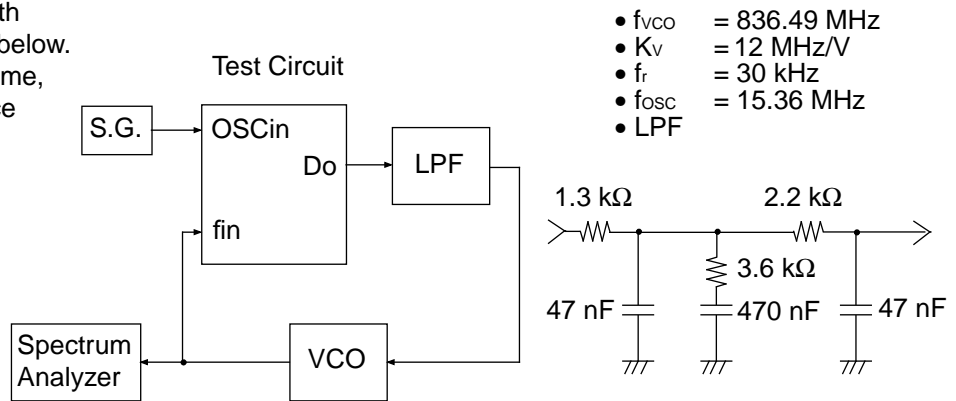 th
below.
me,
ce
Test Circuit
S.G.
OSCin
Do
fin
LPF
VCO
Spectrum
Analyzer
• fVCO = 836.49 MHz
• KV = 12 MHz/V
• fr = 30 kHz
• fOSC = 15.36 MHz
• LPF
1.3 kΩ
2.2 kΩ
3.6 kΩ
47 nF
470 nF
47 nF